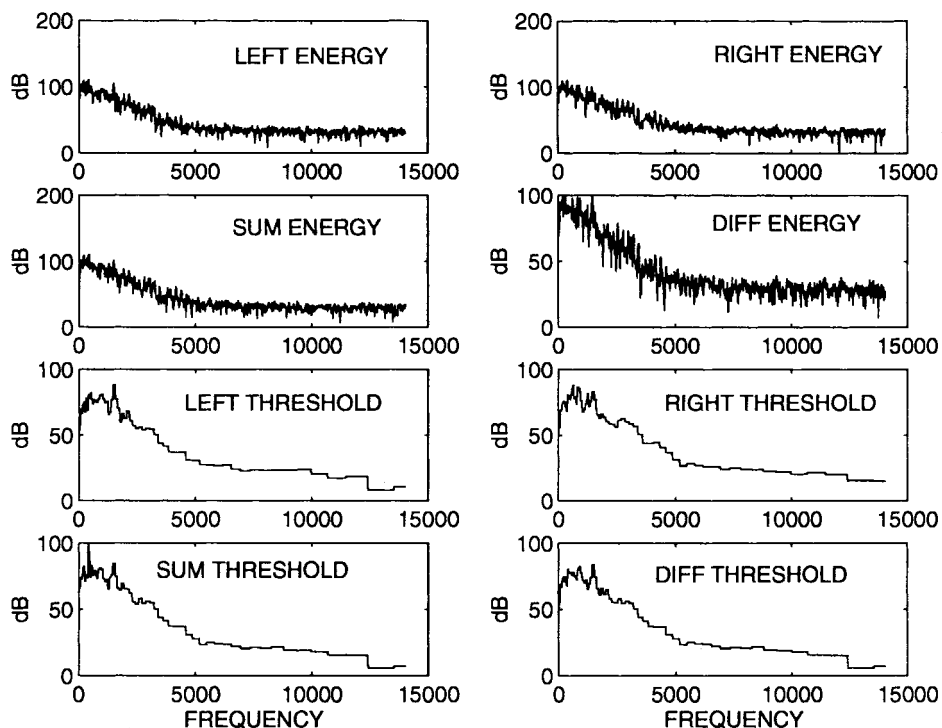 200
LEFT ENERGY
dB
100
0
0 5000 10000 15000
200
RIGHT ENERGY
dB
100
0
0 5000 10000 15000
200
SUM ENERGY
dB
100
0
0 5000 10000 15000
100
DIFF ENERGY
dB
50
0
0 5000 10000 15000
100
LEFT THRESHOLD
dB
50
0
0 5000 10000 15000
100
RIGHT THRESHOLD
dB
50
0
0 5000 10000 15000
100
SUM THRESHOLD
dB
50
0
0 5000 10000 15000
FREQUENCY
100
DIFF THRESHOLD
dB
50
0
0 5000 10000 15000
FREQUENCY